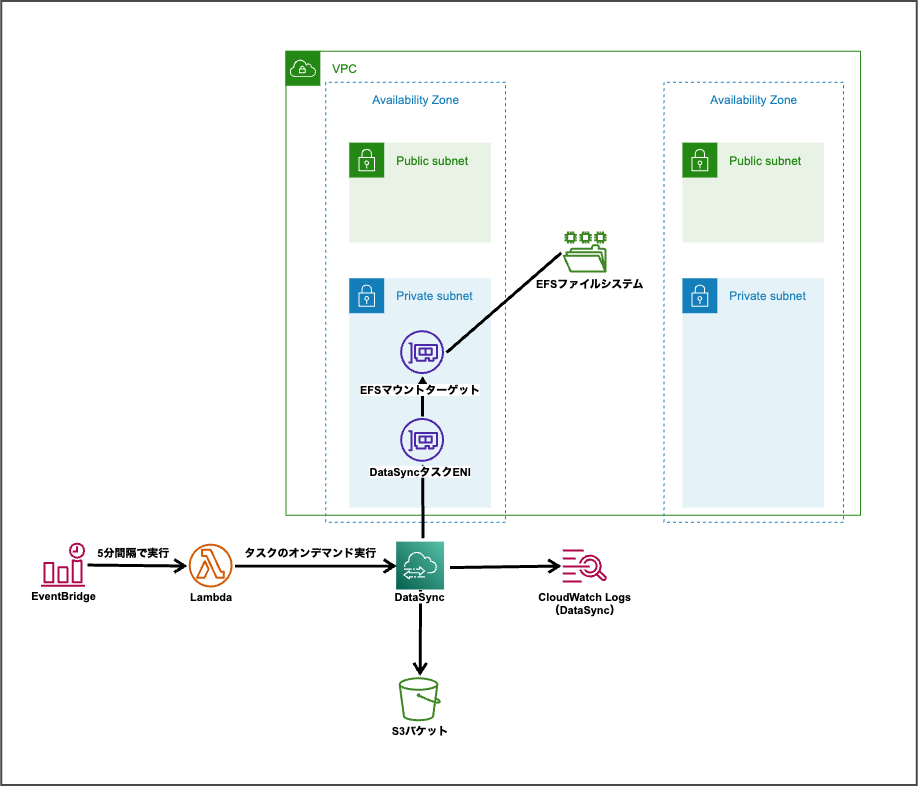 VPC
Availability Zone
Availability Zone
Public subnet
Public subnet
EFSファイルシステム
Private subnet
Private subnet
EFSマウントターゲット
DataSyncタスクENI
5分間隔で実行
タスクのオンデマンド実行
EventBridge
Lambda
DataSync
CloudWatch Logs
（DataSync）
S3バケット